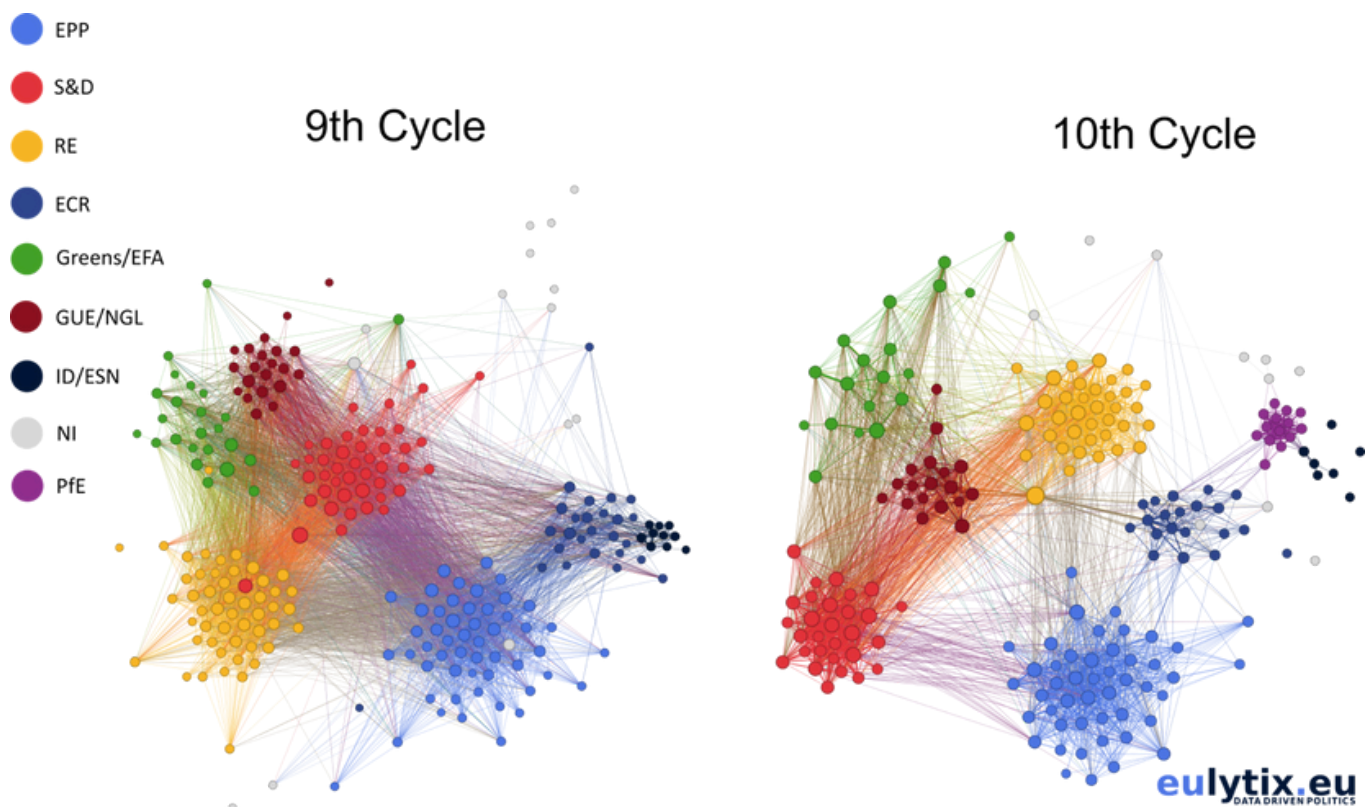 EPP
S&D
RE
ECR
Greens/EFA
GUE/NGL
ID/ESN
NI
PfE
9th Cycle
10th Cycle
eulytix.eu
DATA DRIVEN POLITICS